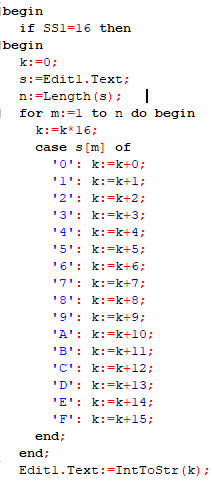 begin
if SS1=16 then
begin
k:=0;
s:=Edit1.Text;
n:=Length(s);
for m:=1 to n do begin
k:=k*16;
case s[m] of
'0': k:=k+0;
'1': k:=k+1;
'2': k:=k+2;
'3': k:=k+3;
'4': k:=k+4;
'5': k:=k+5;
'6': k:=k+6;
'7': k:=k+7;
'8': k:=k+8;
'9': k:=k+9;
'A': k:=k+10;
'B': k:=k+11;
'C': k:=k+12;
'D': k:=k+13;
'E': k:=k+14;
'F': k:=k+15;
end;
end;
Edit1.Text:=IntToStr(k);